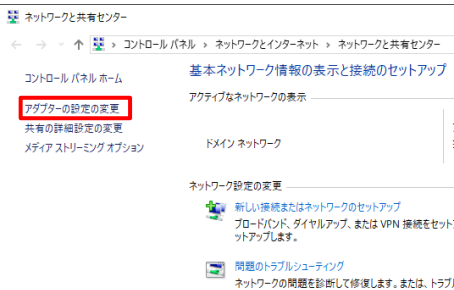 ネットワークと共有センター
コントロール パネル › ネットワークとインターネット › ネットワークと共有センター
コントロール パネル ホーム
アダプターの設定の変更
共有の詳細設定の変更
メディア ストリーミング オプション
基本ネットワーク情報の表示と接続のセットアップ
アクティブなネットワークの表示
ドメイン ネットワーク
ネットワーク設定の変更
新しい接続またはネットワークのセットアップ
ブロードバンド、ダイヤルアップ、または VPN 接続をセット
ットアップします。
問題のトラブルシューティング
ネットワークの問題を診断して修復します。または、トラブ